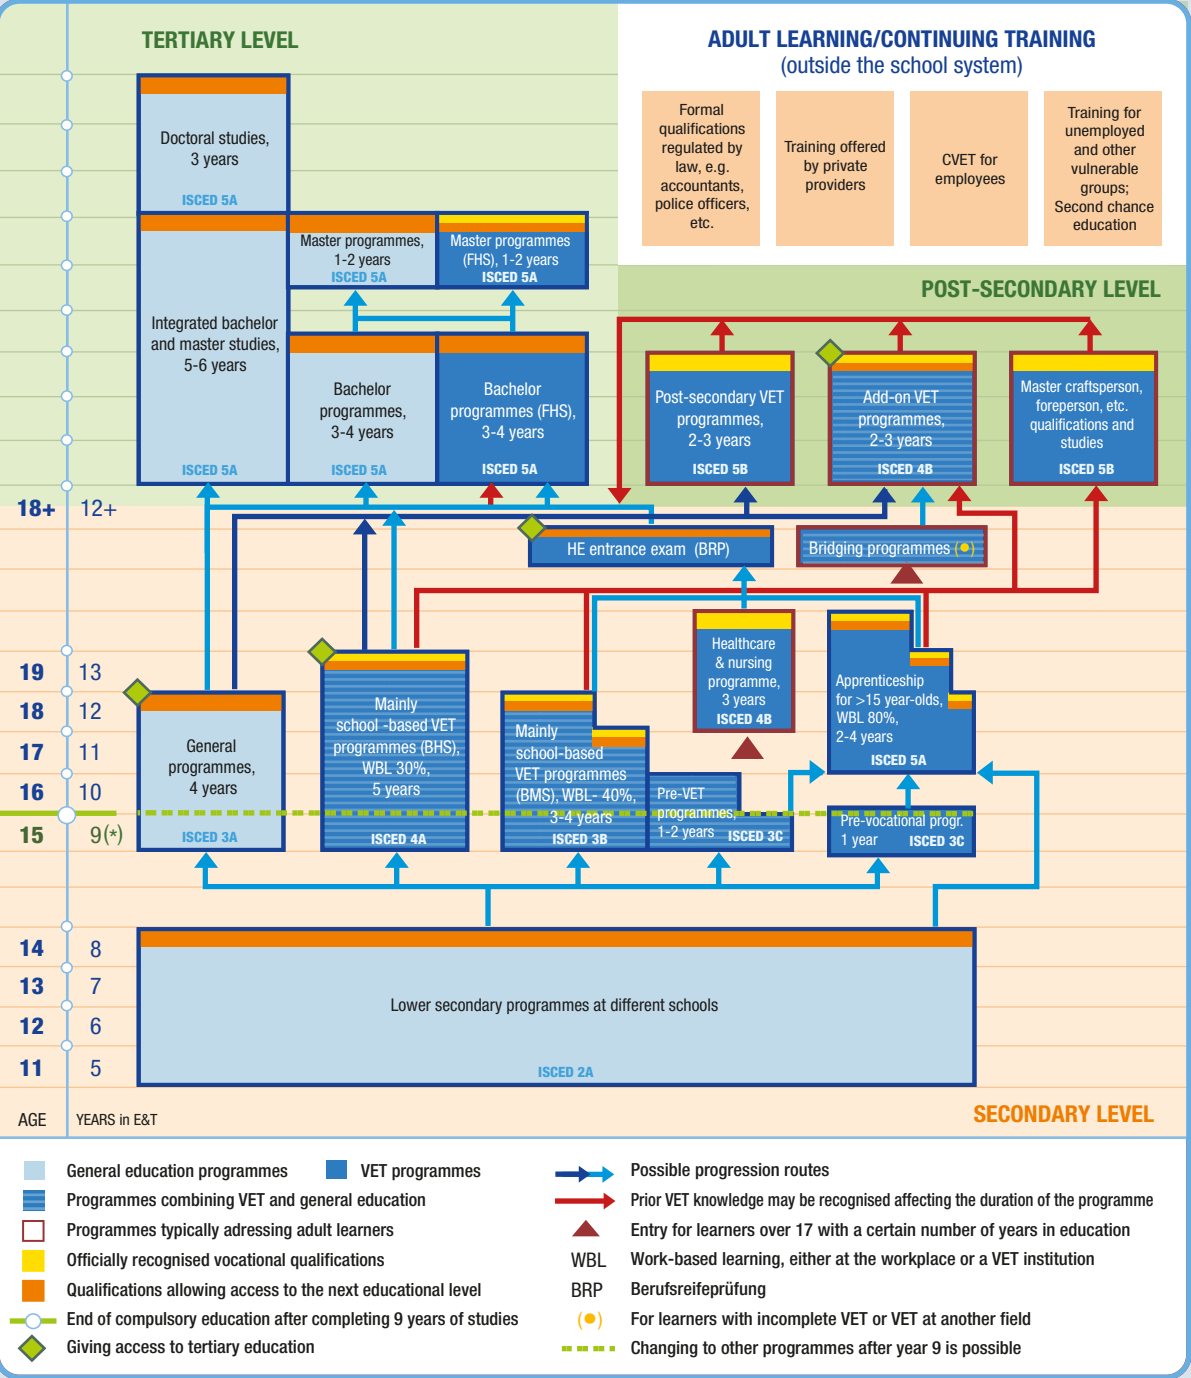 TERTIARY LEVEL
ADULT LEARNING/CONTINUING TRAINING
(outside the school system)
Formal
qualifications
regulated by
law, e.g.
accountants,
police officers,
etc.
Training offered
by private
providers
CVET for
employees
Training for
unemployed
and other
vulnerable
groups;
Second chance
education
Doctoral studies,
3 years
ISCED 5A
Integrated bachelor
and master studies,
5-6 years
ISCED 5A
Master programmes,
1-2 years
ISCED 5A
Master programmes
(FHS), 1-2 years
ISCED 5A
Bachelor
programmes,
3-4 years
ISCED 5A
Bachelor
programmes (FHS),
3-4 years
ISCED 5A
POST-SECONDARY LEVEL
Post-secondary VET
programmes,
2-3 years
ISCED 5B
Add-on VET
programmes,
2-3 years
ISCED 4B
Master craftsperson,
foreperson, etc.
qualifications and
studies
ISCED 5B
18+ 12+
HE entrance exam (BRP)
Bridging programmes (●)
19 13
18 12
17 11
16 10
15 9(*)
General
programmes,
4 years
ISCED 3A
Mainly
school -based VET
programmes (BHS),
WBL 30%,
5 years
ISCED 4A
Mainly
school-based
VET programmes
(BMS), WBL- 40%,
3-4 years
ISCED 3B
Pre-VET
programmes,
1-2 years
ISCED 3C
Healthcare
& nursing
programme,
3 years
ISCED 4B
Apprenticeship
for >15 year-olds,
WBL 80%,
2-4 years
ISCED 5A
Pre-vocational progr.
1 year
ISCED 3C
14 8
13 7
12 6
11 5
Lower secondary programmes at different schools
ISCED 2A
AGE YEARS in E&T
SECONDARY LEVEL
General education programmes
VET programmes
Programmes combining VET and general education
Programmes typically adressing adult learners
Officially recognised vocational qualifications
Qualifications allowing access to the next educational level
End of compulsory education after completing 9 years of studies
Giving access to tertiary education
Possible progression routes
Prior VET knowledge may be recognised affecting the duration of the programme
Entry for learners over 17 with a certain number of years in education
WBL Work-based learning, either at the workplace or a VET institution
BRP Berufsreifeprüfung
(●) For learners with incomplete VET or VET at another field
Changing to other programmes after year 9 is possible